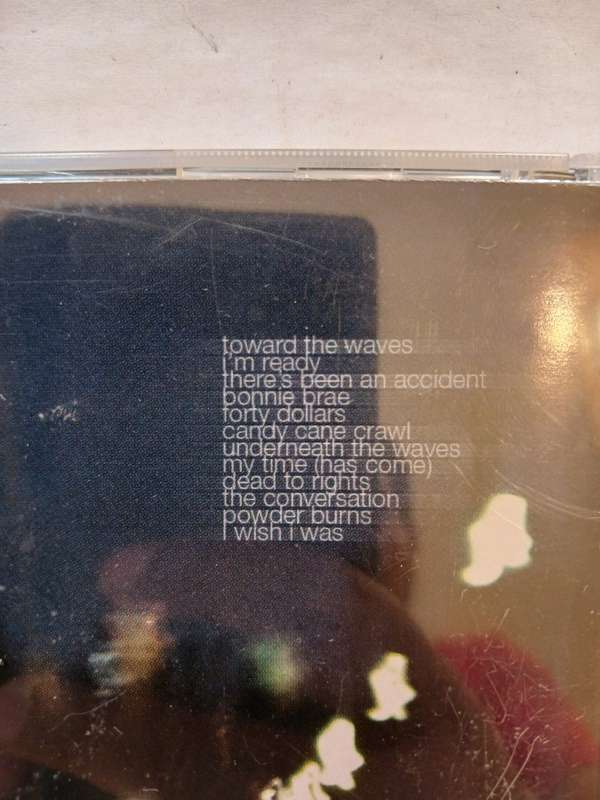 toward the waves
i'm ready
there's been an accident
bonnie brae
forty dollars
candy cane crawl
underneath the waves
my time (has come)
dead to rights
the conversation
powder burns
I wish i was